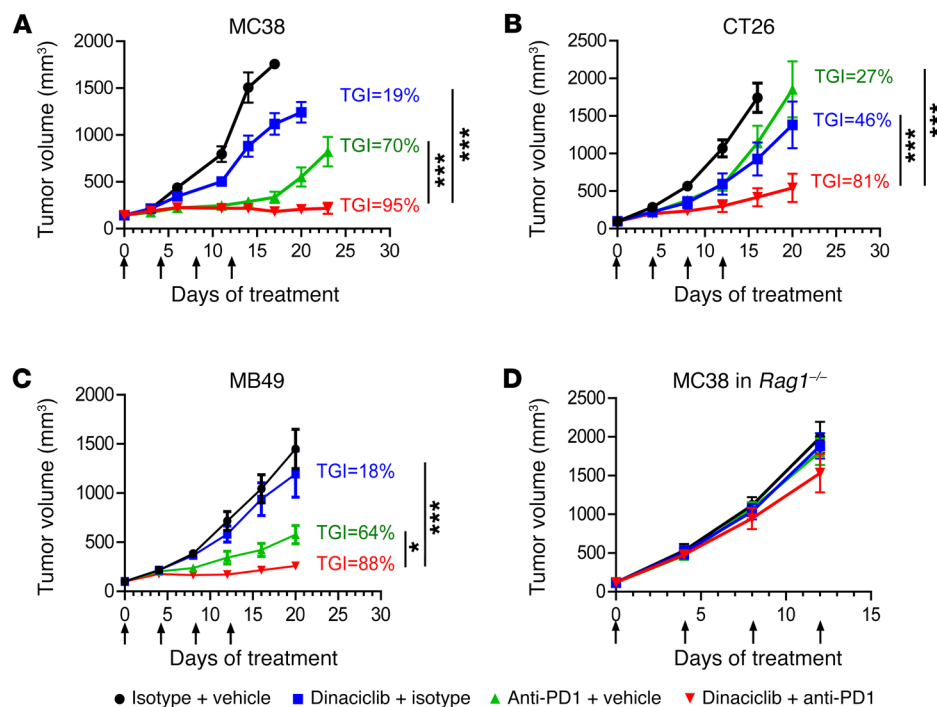 A
MC38
Tumor volume (mm³)
2000
1500
1000
500
0
0 5 10 15 20 25 30
Days of treatment
TGI=19%
TGI=70%
TGI=95%
***
***
B
CT26
Tumor volume (mm³)
2500
2000
1500
1000
500
0
0 5 10 15 20 25 30
Days of treatment
TGI=27%
TGI=46%
TGI=81%
***
***
C
MB49
Tumor volume (mm³)
2000
1500
1000
500
0
0 5 10 15 20 25 30
Days of treatment
TGI=18%
TGI=64%
TGI=88%
*
***
D
MC38 in Rag1⁻/⁻
Tumor volume (mm³)
2500
2000
1500
1000
500
0
0 5 10 15
Days of treatment
Isotype + vehicle Dinaciclib + isotype Anti-PD1 + vehicle Dinaciclib + anti-PD1